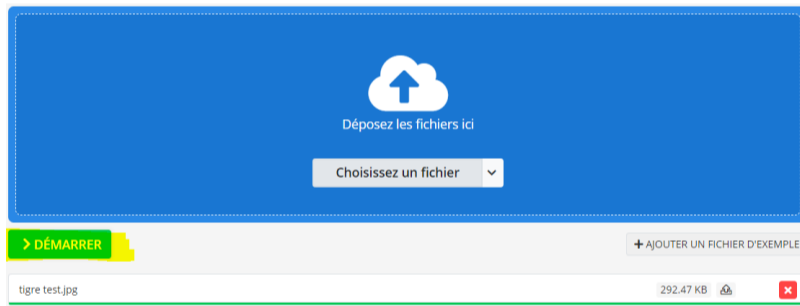 Déposez les fichiers ici
Choisissez un fichier
DÉMARRER
AJOUTER UN FICHIER D'EXEMPLE
tigre test.jpg 292.47 KB